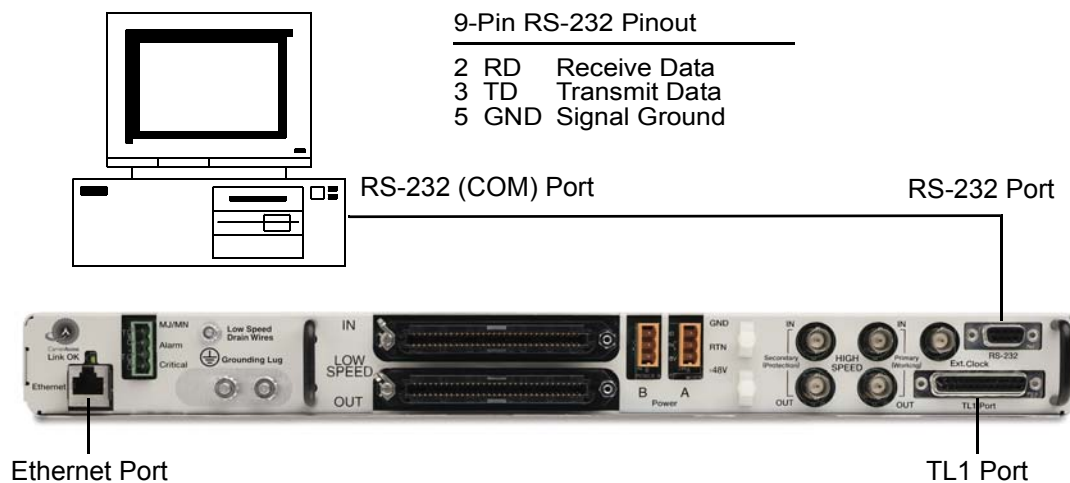 9-Pin RS-232 Pinout
2 RD Receive Data
3 TD Transmit Data
5 GND Signal Ground
RS-232 (COM) Port
RS-232 Port
Link OK
Ethernet
MJ/MN
Alarm
Critical
Low Speed
Drain Wires
Grounding Lug
IN
LOW
SPEED
OUT
B A
Power
GND
RTN
-48V
IN
Secondary
(Protection)
OUT
HIGH
SPEED
IN
Primary
(Working)
OUT
Ext.Clock
RS-232
TL1 Port
Ethernet Port
TL1 Port